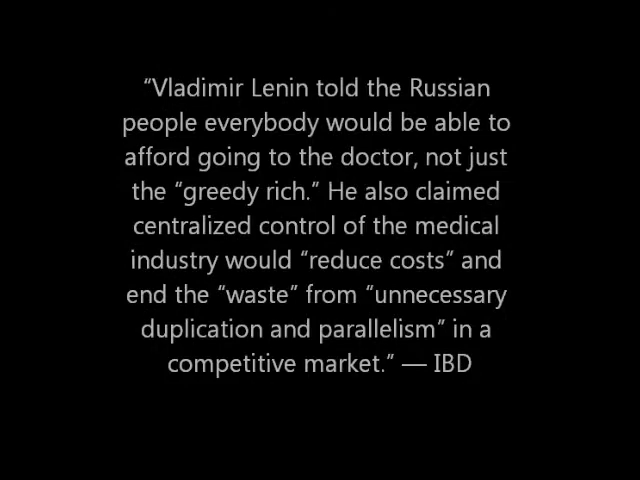 “Vladimir Lenin told the Russian
people everybody would be able to
afford going to the doctor, not just
the “greedy rich.” He also claimed
centralized control of the medical
industry would “reduce costs” and
end the “waste” from “unnecessary
duplication and parallelism” in a
competitive market.” — IBD